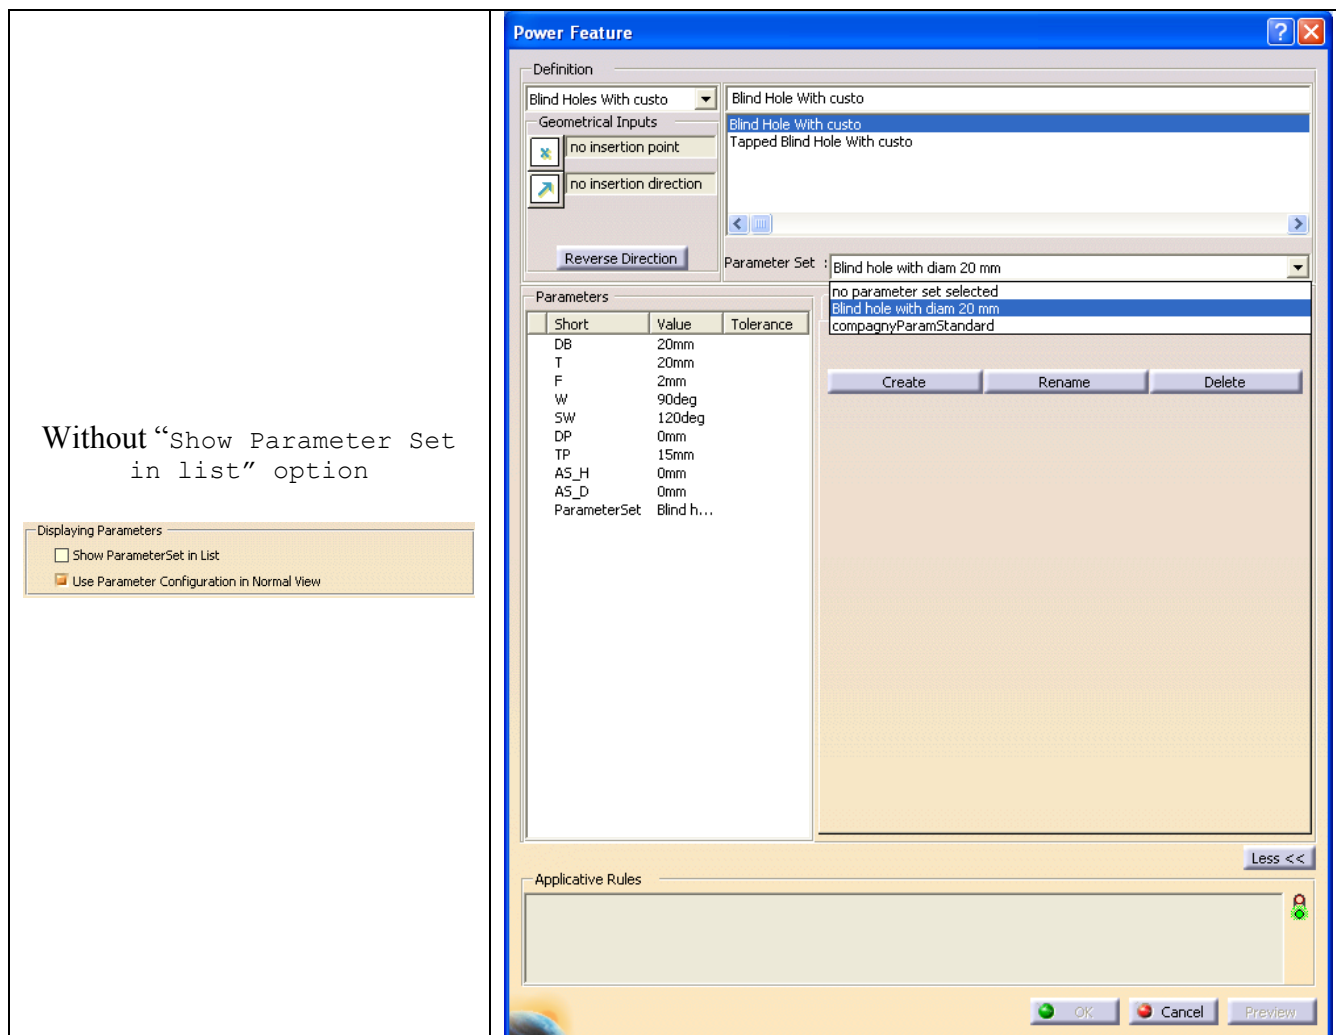 Without “Show Parameter Set
in list” option
Displaying Parameters
Show ParameterSet in List
Use Parameter Configuration in Normal View
Power Feature
Definition
Blind Holes With custo
Blind Hole With custo
Geometrical Inputs
no insertion point
no insertion direction
Reverse Direction
Blind Hole With custo
Tapped Blind Hole With custo
Parameter Set :
Blind hole with diam 20 mm
no parameter set selected
Blind hole with diam 20 mm
compagnyParamStandard
Parameters
Short Value Tolerance
DB 20mm
T 20mm
F 2mm
W 90deg
SW 120deg
DP 0mm
TP 15mm
AS_H 0mm
AS_D 0mm
ParameterSet Blind h...
Create Rename Delete
Less <<
Applicative Rules
OK Cancel Preview